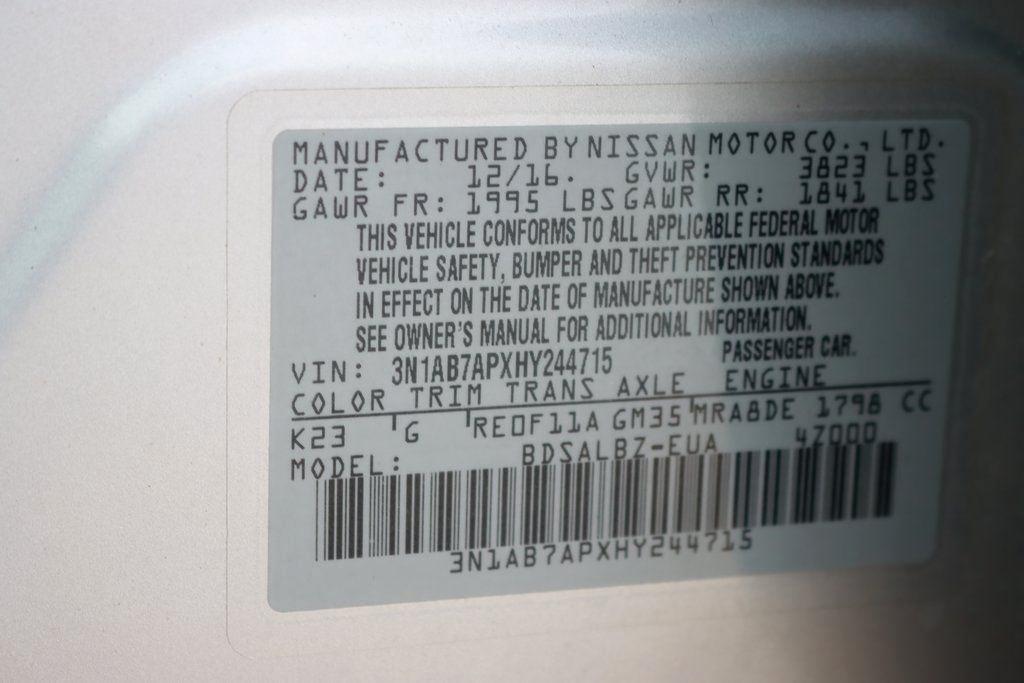 MANUFACTURED BY NISSAN MOTOR CO., LTD.
DATE: 12/16. GVWR: 3823 LBS
GAWR FR: 1995 LBS GAWR RR: 1841 LBS
THIS VEHICLE CONFORMS TO ALL APPLICABLE FEDERAL MOTOR
VEHICLE SAFETY, BUMPER AND THEFT PREVENTION STANDARDS
IN EFFECT ON THE DATE OF MANUFACTURE SHOWN ABOVE.
SEE OWNER'S MANUAL FOR ADDITIONAL INFORMATION.
VIN: 3N1AB7APXHY244715 PASSENGER CAR.
COLOR TRIM TRANS AXLE ENGINE
K23 G RE0F11A GM35 MRA8DE 1798 CC
MODEL: BDSALBZ-EUA 4Z000
3N1AB7APXHY244715